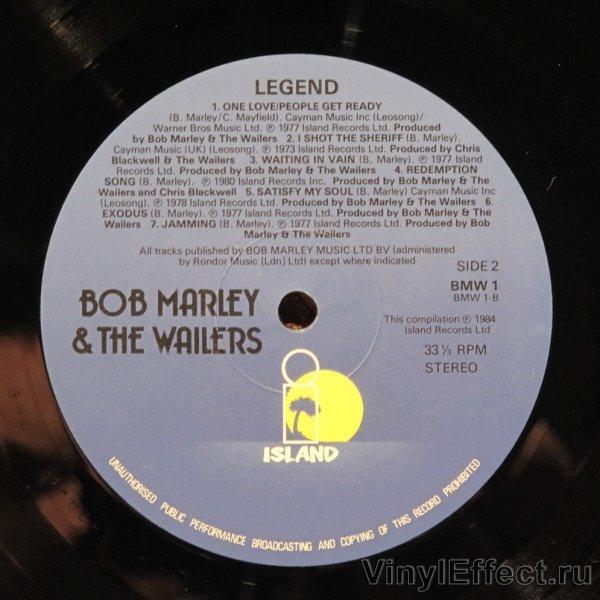 LEGEND
1. ONE LOVE/PEOPLE GET READY
(B. Marley/C. Mayfield). Cayman Music Inc (Leosong)/
Warner Bros Music Ltd. ℗ 1977 Island Records Ltd. Produced
by Bob Marley & The Wailers 2. I SHOT THE SHERIFF (B. Marley).
Cayman Music (UK) (Leosong). ℗ 1973 Island Records Ltd. Produced by Chris
Blackwell & The Wailers 3. WAITING IN VAIN (B. Marley). ℗ 1977 Island
Records Ltd. Produced by Bob Marley & The Wailers 4. REDEMPTION
SONG (B. Marley). ℗ 1980 Island Records Inc. Produced by Bob Marley & The
Wailers and Chris Blackwell 5. SATISFY MY SOUL (B. Marley) Cayman Music Inc
(Leosong). ℗ 1978 Island Records Ltd. Produced by Bob Marley & The Wailers 6.
EXODUS (B. Marley). ℗ 1977 Island Records Ltd. Produced by Bob Marley & The
Wailers 7. JAMMING (B. Marley) ℗ 1977 Island Records Ltd. Produced by Bob
Marley & The Wailers
All tracks published by BOB MARLEY MUSIC LTD BV (administered
by Rondor Music [Ldn] Ltd) except where indicated
SIDE 2
BMW 1
BMW 1-B
BOB MARLEY
& THE WAILERS
This compilation ℗ 1984
Island Records Ltd
33⅓ RPM
STEREO
ISLAND
UNAUTHORISED PUBLIC PERFORMANCE BROADCASTING AND COPYING OF THIS RECORD PROHIBITED
VinylEffect.ru